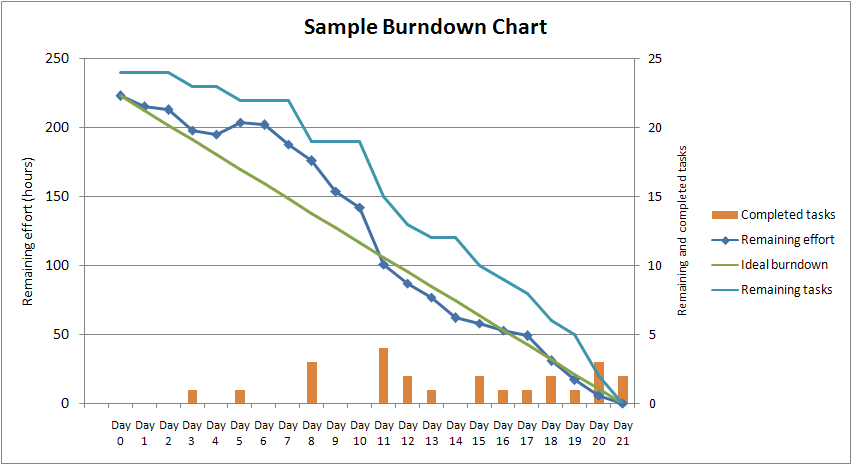 Sample Burndown Chart
250
200
150
100
50
0
Remaining effort (hours)
25
20
15
10
5
0
Remaining and completed tasks
Completed tasks
Remaining effort
Ideal burndown
Remaining tasks
Day Day Day Day Day Day Day Day Day Day Day Day Day Day Day Day Day Day Day Day Day Day
0 1 2 3 4 5 6 7 8 9 10 11 12 13 14 15 16 17 18 19 20 21